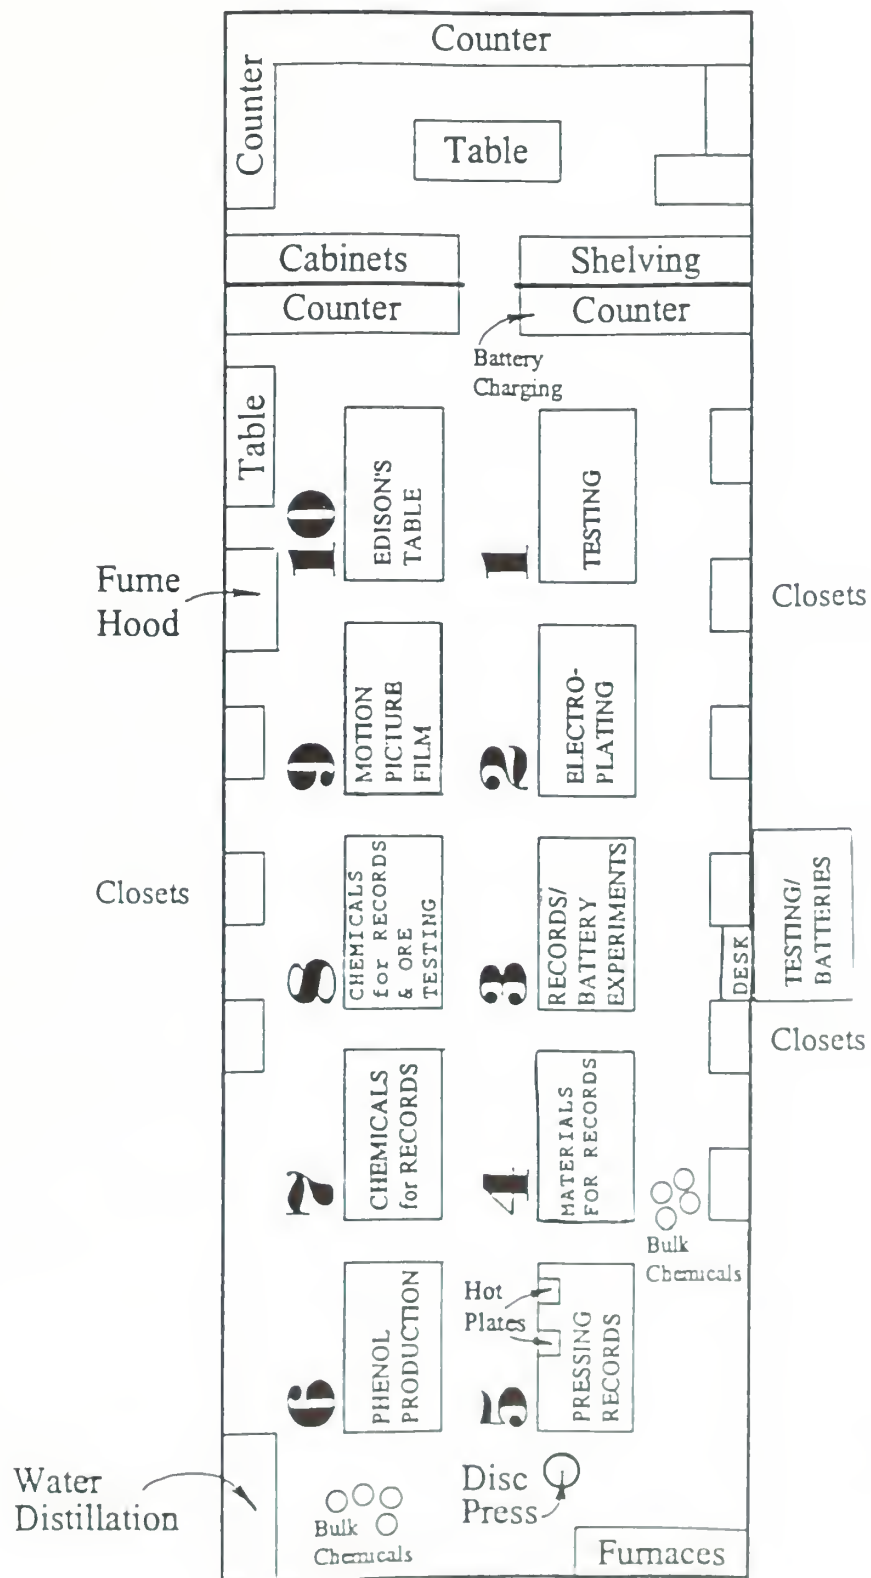 Counter
Counter
Table
Cabinets
Shelving
Counter
Counter
Battery
Charging
Table
10
EDISON'S
TABLE
1
TESTING
Fume
Hood
Closets
9
MOTION
PICTURE
FILM
2
ELECTRO-
PLATING
Closets
8
CHEMICALS
for RECORDS
& ORE
TESTING
3
RECORDS/
BATTERY
EXPERIMENTS
DESK
TESTING/
BATTERIES
Closets
7
CHEMICALS
for RECORDS
4
MATERIALS
FOR RECORDS
Bulk
Chemicals
6
PHENOL
PRODUCTION
Hot
Plates
5
PRESSING
RECORDS
Water
Distillation
Bulk
Chemicals
Disc
Press
Furnaces